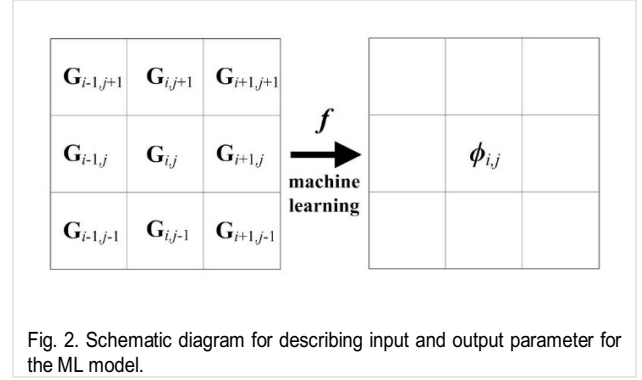 G_{i-1,j+1} G_{i,j+1} G_{i+1,j+1}
f
G_{i-1,j} G_{i,j} G_{i+1,j}
ϕ_{i,j}
machine
learning
G_{i-1,j-1} G_{i,j-1} G_{i+1,j-1}
Fig. 2. Schematic diagram for describing input and output parameter for
the ML model.